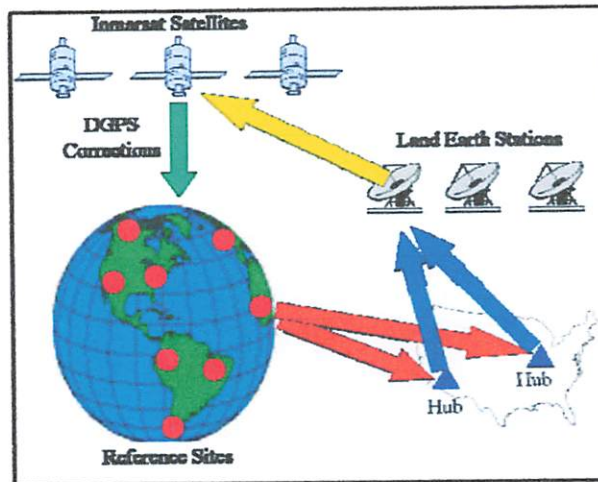 Inmarsat Satellites
DGPS
Corrections
Land Earth Stations
Hub
Hub
Reference Sites